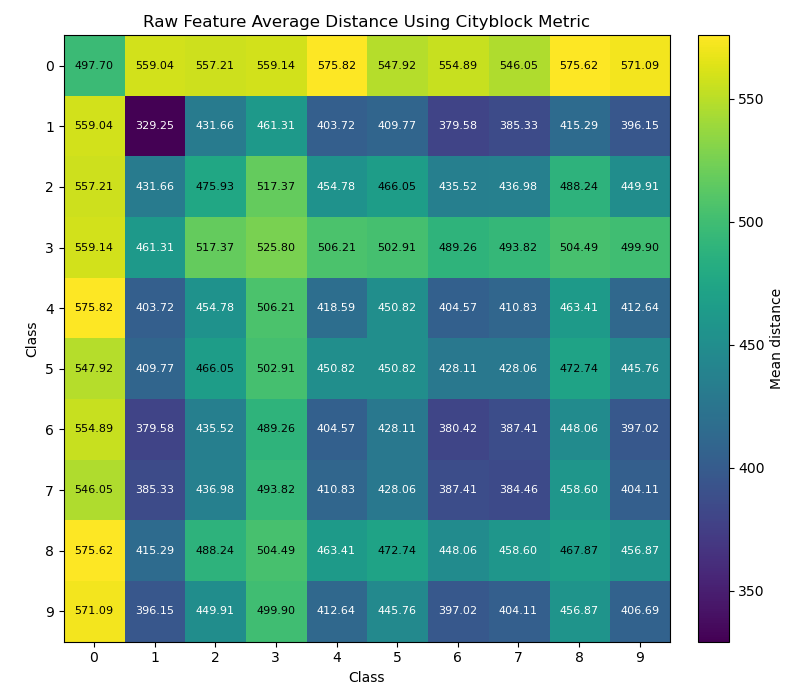 Raw Feature Average Distance Using Cityblock Metric
0 497.70 559.04 557.21 559.14 575.82 547.92 554.89 546.05 575.62 571.09
1 559.04 329.25 431.66 461.31 403.72 409.77 379.58 385.33 415.29 396.15
2 557.21 431.66 475.93 517.37 454.78 466.05 435.52 436.98 488.24 449.91
3 559.14 461.31 517.37 525.80 506.21 502.91 489.26 493.82 504.49 499.90
4 575.82 403.72 454.78 506.21 418.59 450.82 404.57 410.83 463.41 412.64
5 547.92 409.77 466.05 502.91 450.82 450.82 428.11 428.06 472.74 445.76
6 554.89 379.58 435.52 489.26 404.57 428.11 380.42 387.41 448.06 397.02
7 546.05 385.33 436.98 493.82 410.83 428.06 387.41 384.46 458.60 404.11
8 575.62 415.29 488.24 504.49 463.41 472.74 448.06 458.60 467.87 456.87
9 571.09 396.15 449.91 499.90 412.64 445.76 397.02 404.11 456.87 406.69
0 1 2 3 4 5 6 7 8 9
Class
Class
550
500
450
400
350
Mean distance